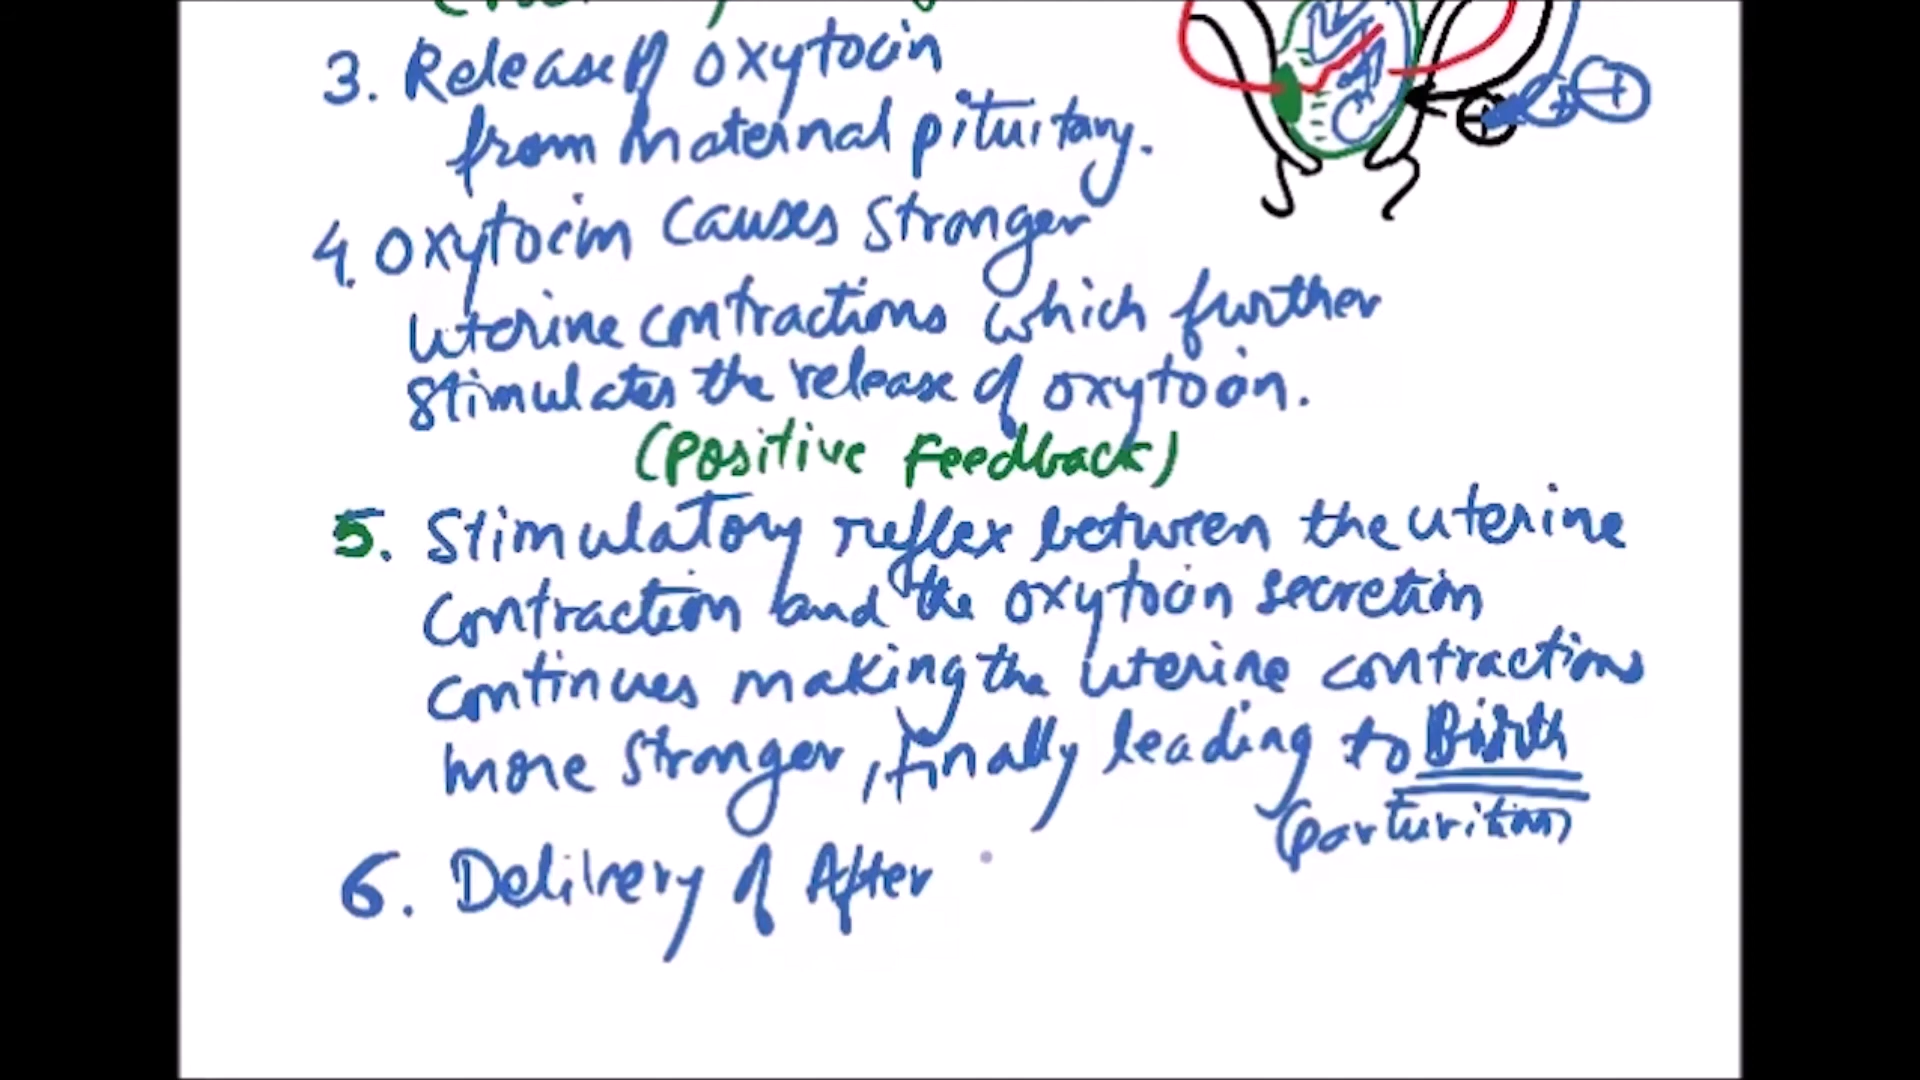 3. Release of oxytocin
from maternal pituitary.
4. Oxytocin causes stronger
uterine contractions which further
stimulates the release of oxytocin.
(Positive Feedback)
5. Stimulatory reflex between the uterine
contraction and the oxytocin secretion
continues making the uterine contractions
more stronger, finally leading to Birth
(parturition)
6. Delivery of After